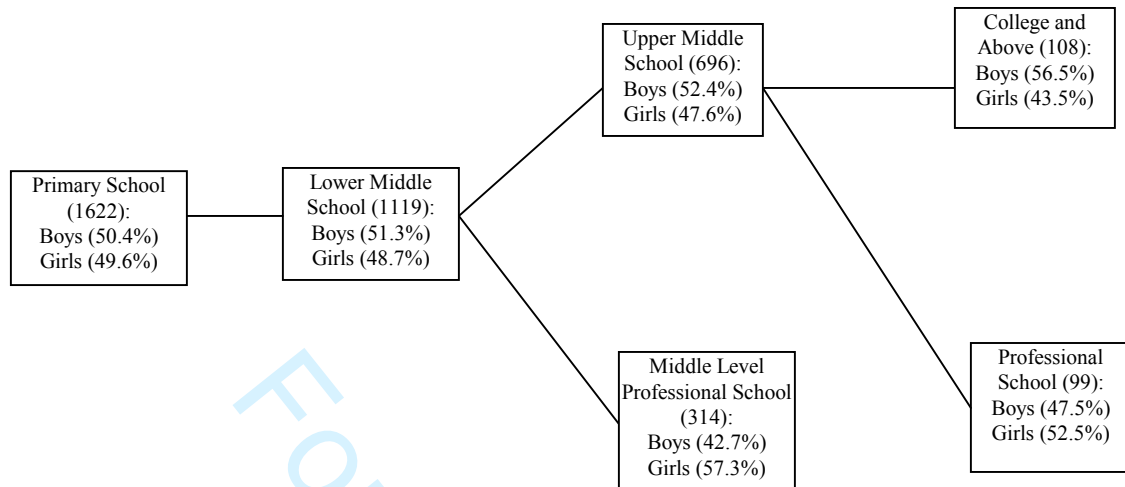 Primary School
(1622):
Boys (50.4%)
Girls (49.6%)
Lower Middle
School (1119):
Boys (51.3%)
Girls (48.7%)
Upper Middle
School (696):
Boys (52.4%)
Girls (47.6%)
Middle Level
Professional School
(314):
Boys (42.7%)
Girls (57.3%)
College and
Above (108):
Boys (56.5%)
Girls (43.5%)
Professional
School (99):
Boys (47.5%)
Girls (52.5%)